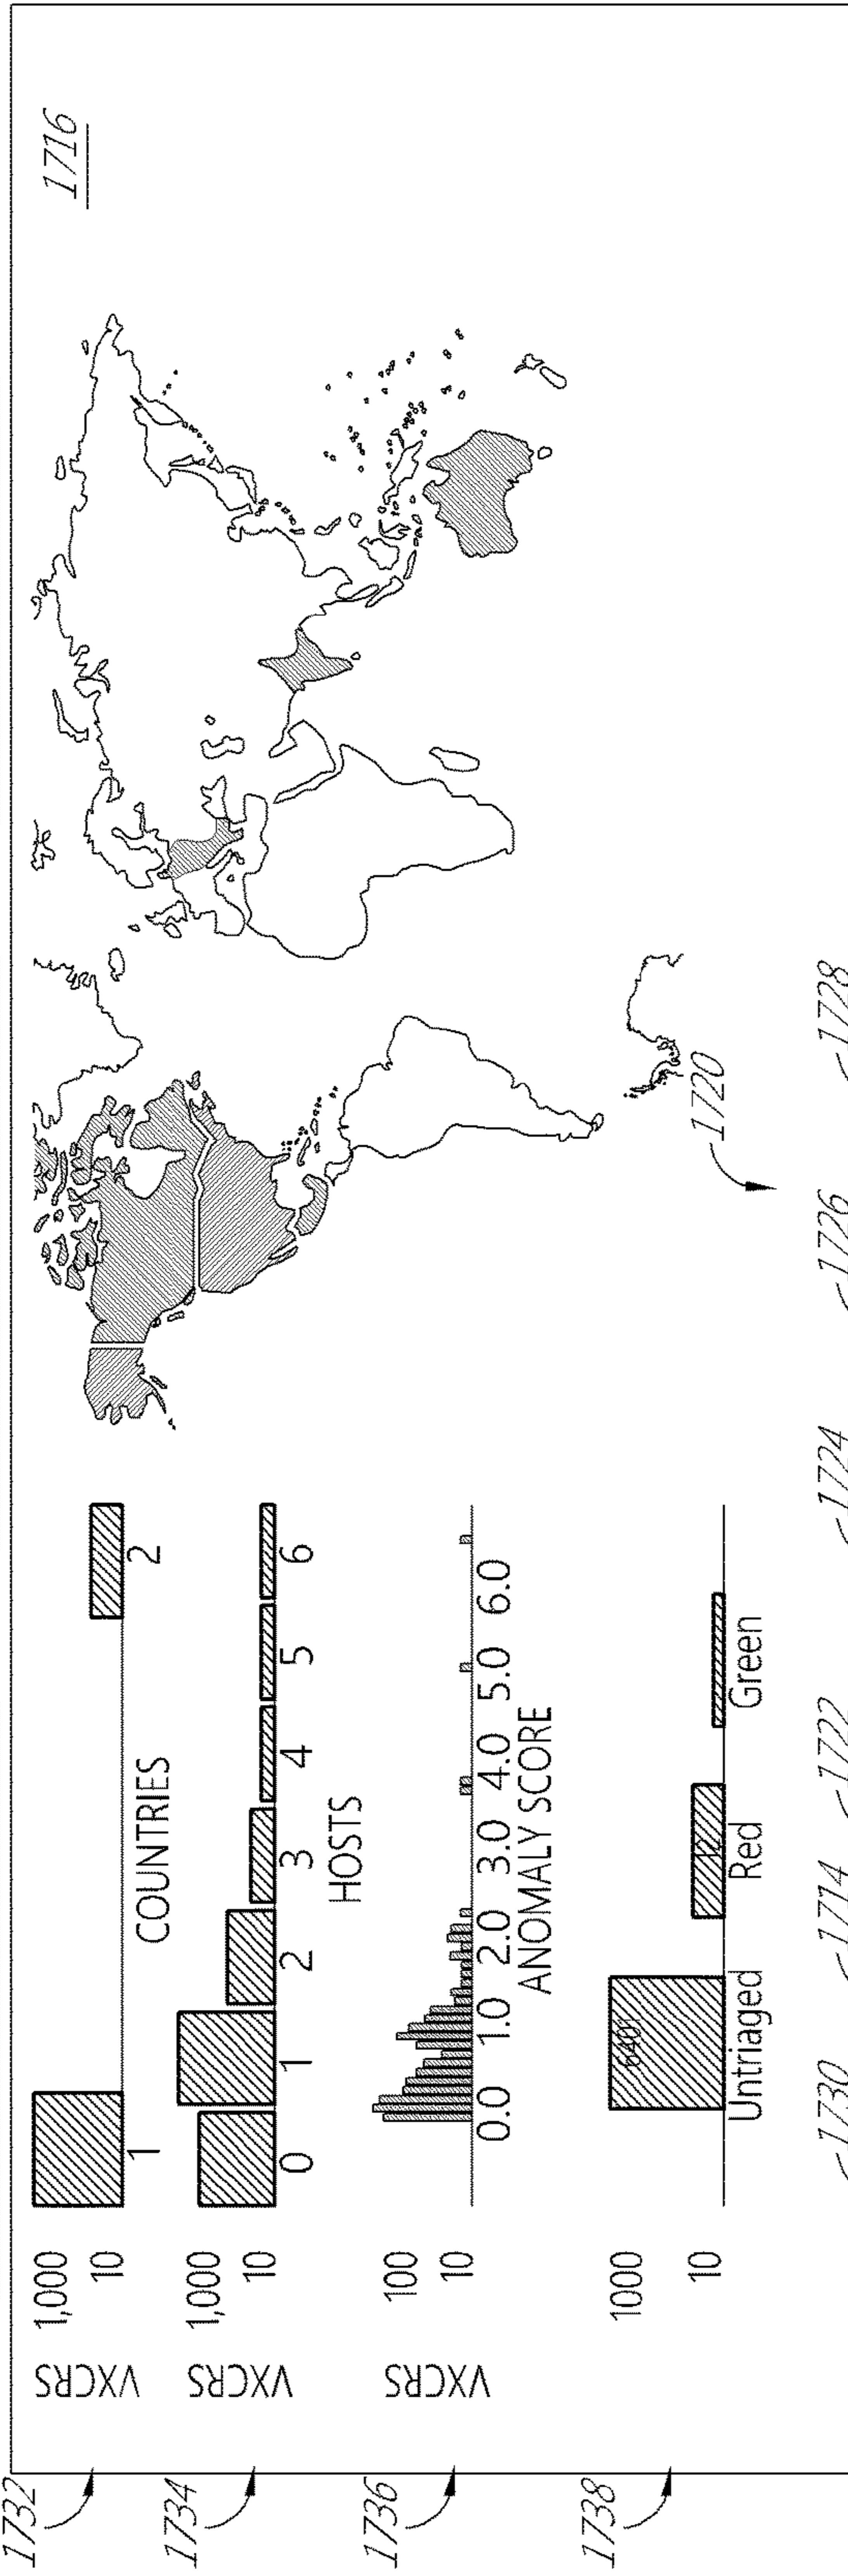 1716
1732
VXCRS
1,000
10
1 2
COUNTRIES
1734
VXCRS
1,000
10
0 1 2 3 4 5 6
HOSTS
1736
VXCRS
100
10
0.0 1.0 2.0 3.0 4.0 5.0 6.0
ANOMALY SCORE
1738
1000
10
6401
12
Untriaged Red Green
1720
1730 1714 1722 1724 1726 1728